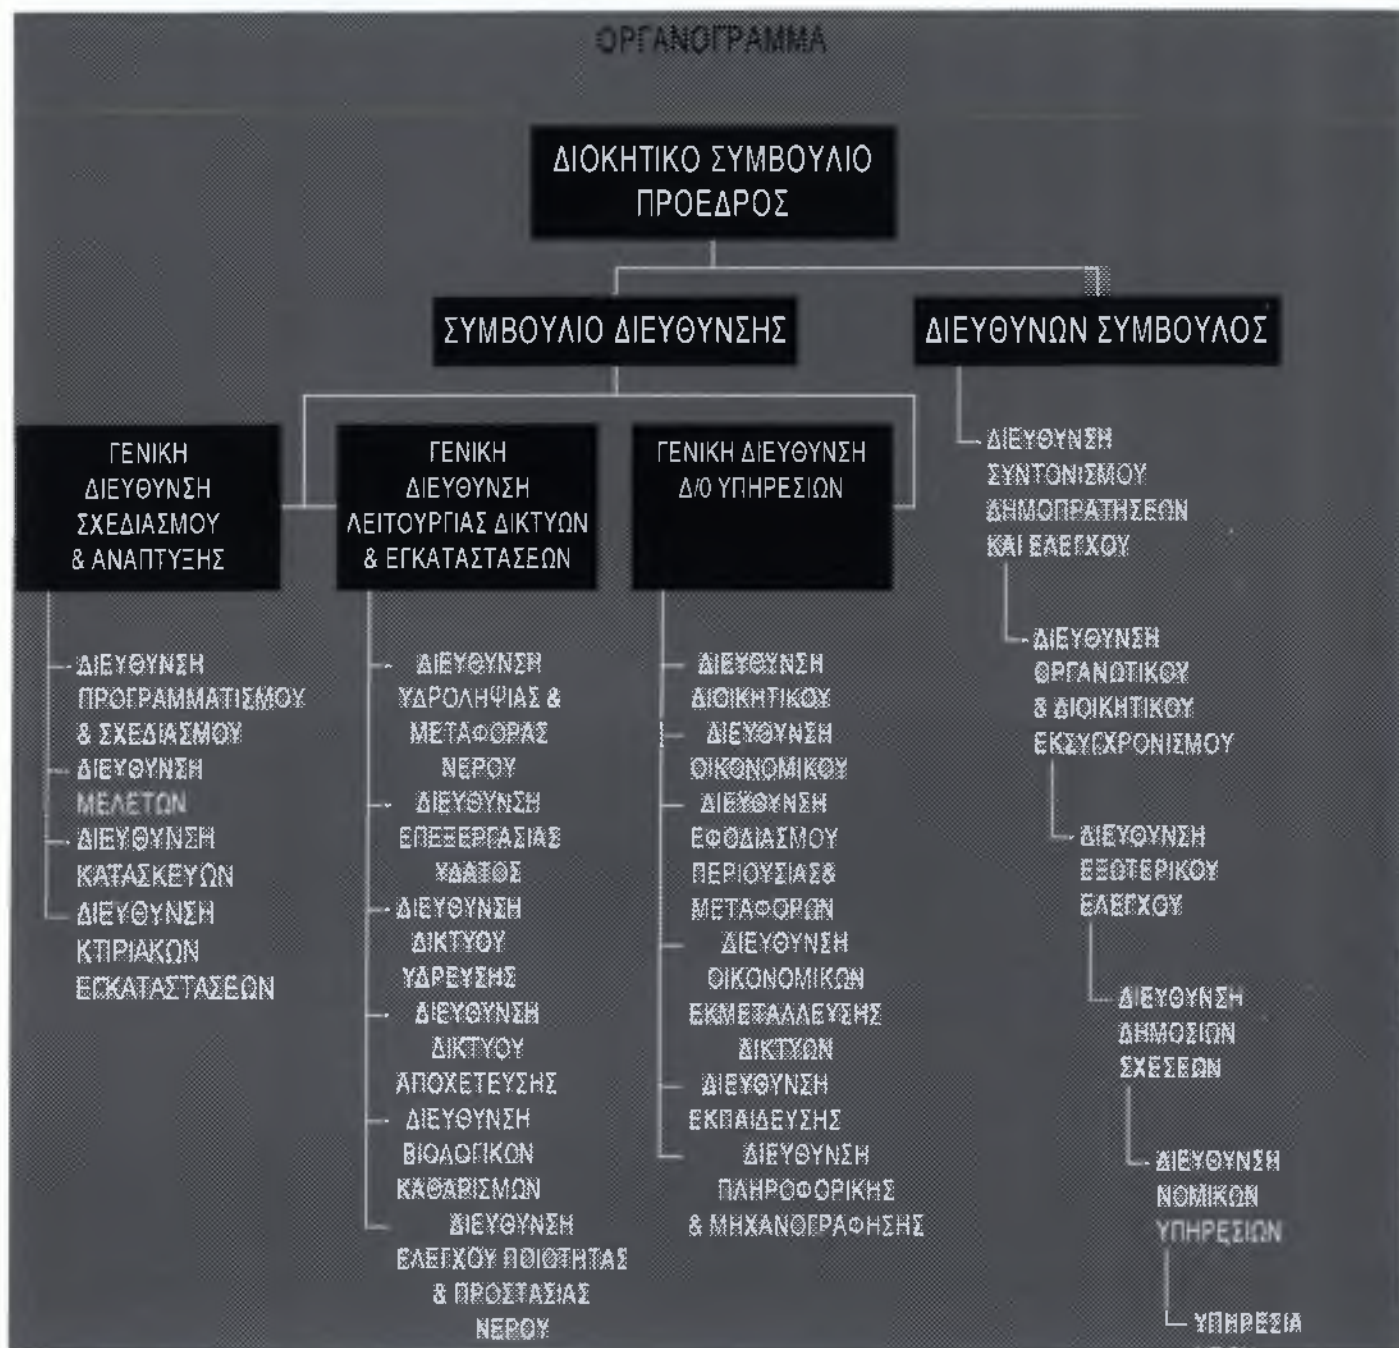 ΟΡΓΑΝΟΓΡΑΜΜΑ
ΔΙΟΚΗΤΙΚΟ ΣΥΜΒΟΥΛΙΟ
ΠΡΟΕΔΡΟΣ
ΣΥΜΒΟΥΛΙΟ ΔΙΕΥΘΥΝΣΗΣ
ΔΙΕΥΘΥΝΩΝ ΣΥΜΒΟΥΛΟΣ
ΓΕΝΙΚΗ
ΔΙΕΥΘΥΝΣΗ
ΣΧΕΔΙΑΣΜΟΥ
& ΑΝΑΠΤΥΞΗΣ
ΔΙΕΥΘΥΝΣΗ
ΠΡΟΓΡΑΜΜΑΤΙΣΜΟΥ
& ΣΧΕΔΙΑΣΜΟΥ
ΔΙΕΥΘΥΝΣΗ
ΜΕΛΕΤΩΝ
ΔΙΕΥΘΥΝΣΗ
ΚΑΤΑΣΚΕΥΩΝ
ΔΙΕΥΘΥΝΣΗ
ΚΤΙΡΙΑΚΩΝ
ΕΓΚΑΤΑΣΤΑΣΕΩΝ
ΓΕΝΙΚΗ
ΔΙΕΥΘΥΝΣΗ
ΛΕΙΤΟΥΡΓΙΑΣ ΔΙΚΤΥΩΝ
& ΕΓΚΑΤΑΣΤΑΣΕΩΝ
ΔΙΕΥΘΥΝΣΗ
ΥΔΡΟΛΗΨΙΑΣ &
ΜΕΤΑΦΟΡΑΣ
ΝΕΡΟΥ
ΔΙΕΥΘΥΝΣΗ
ΕΠΕΞΕΡΓΑΣΙΑΣ
ΥΔΑΤΟΣ
ΔΙΕΥΘΥΝΣΗ
ΔΙΚΤΥΟΥ
ΥΔΡΕΥΣΗΣ
ΔΙΕΥΘΥΝΣΗ
ΔΙΚΤΥΟΥ
ΑΠΟΧΕΤΕΥΣΗΣ
ΔΙΕΥΘΥΝΣΗ
ΒΙΟΛΟΓΙΚΩΝ
ΚΑΘΑΡΙΣΜΩΝ
ΔΙΕΥΘΥΝΣΗ
ΕΛΕΓΧΟΥ ΠΟΙΟΤΗΤΑΣ
& ΠΡΟΣΤΑΣΙΑΣ
ΝΕΡΟΥ
ΓΕΝΙΚΗ ΔΙΕΥΘΥΝΣΗ
Δ/Ο ΥΠΗΡΕΣΙΩΝ
ΔΙΕΥΘΥΝΣΗ
ΔΙΟΙΚΗΤΙΚΟΥ
ΔΙΕΥΘΥΝΣΗ
ΟΙΚΟΝΟΜΙΚΟΥ
ΔΙΕΥΘΥΝΣΗ
ΕΦΟΔΙΑΣΜΟΥ
ΠΕΡΙΟΥΣΙΑΣ&
ΜΕΤΑΦΟΡΩΝ
ΔΙΕΥΘΥΝΣΗ
ΟΙΚΟΝΟΜΙΚΩΝ
ΕΚΜΕΤΑΛΛΕΥΣΗΣ
ΔΙΚΤΥΩΝ
ΔΙΕΥΘΥΝΣΗ
ΕΚΠΑΙΔΕΥΣΗΣ
ΔΙΕΥΘΥΝΣΗ
ΠΛΗΡΟΦΟΡΙΚΗΣ
& ΜΗΧΑΝΟΓΡΑΦΗΣΗΣ
ΔΙΕΥΘΥΝΣΗ
ΣΥΝΤΟΝΙΣΜΟΥ
ΔΗΜΟΠΡΑΤΗΣΕΩΝ
ΚΑΙ ΕΛΕΓΧΟΥ
ΔΙΕΥΘΥΝΣΗ
ΟΡΓΑΝΩΤΙΚΟΥ
& ΔΙΟΙΚΗΤΙΚΟΥ
ΕΚΣΥΓΧΡΟΝΙΣΜΟΥ
ΔΙΕΥΘΥΝΣΗ
ΕΞΩΤΕΡΙΚΟΥ
ΕΛΕΓΧΟΥ
ΔΙΕΥΘΥΝΣΗ
ΔΗΜΟΣΙΩΝ
ΣΧΕΣΕΩΝ
ΔΙΕΥΘΥΝΣΗ
ΝΟΜΙΚΩΝ
ΥΠΗΡΕΣΙΩΝ
ΥΠΗΡΕΣΙΑ